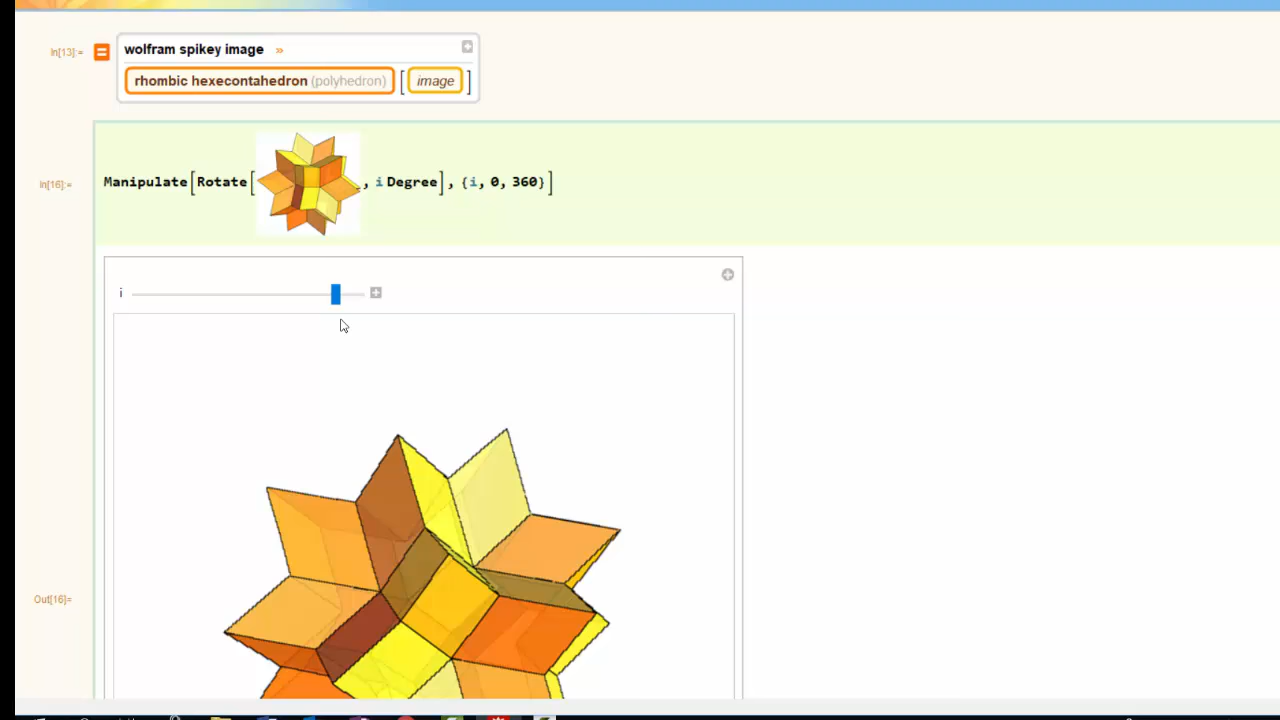 In[13]:=
wolfram spikey image »
rhombic hexecontahedron (polyhedron) [ image ]
In[16]:=
Manipulate[Rotate[ , i Degree], {i, 0, 360}]
i
Out[16]=